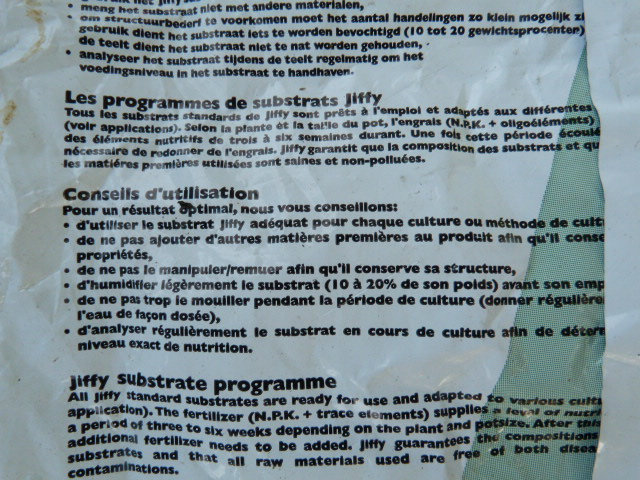 • meng het substraat niet met andere materialen,
• om structuurbederf te voorkomen moet het aantal handelingen zo klein mogelijk zi
gebruik dient het substraat iets te worden bevochtigd (10 tot 20 gewichtsprocenten)
de teelt dient het substraat niet te nat worden gehouden,
• analyseer het substraat tijdens de teelt regelmatig om het
voedingsniveau in het substraat te handhaven.
Les programmes de substrats Jiffy
Tous les substrats standards de Jiffy sont prêts à l'emploi et adaptés aux différentes
(voir applications). Selon la plante et la taille du pot, l'engrais (N.P.K. + oligoéléments)
des éléments nutritifs de trois à six semaines durant. Une fois cette période écoulé
nécessaire de redonner de l'engrais. Jiffy garantit que la composition des substrats et qu
les matiéres premières utilisées sont saines et non-polluées.
Conseils d'utilisation
Pour un résultat optimal, nous vous conseillons:
• d'utiliser le substrat Jiffy adéquat pour chaque culture ou méthode de cult
• de ne pas ajouter d'autres matières premières au produit afin qu'il conse
propriétés,
• de ne pas le manipuler/remuer afin qu'il conserve sa structure,
• d'humidifier légèrement le substrat (10 à 20% de son poids) avant son emp
• de ne pas trop le mouiller pendant la période de culture (donner régulière
l'eau de façon dosée),
• d'analyser régulièrement le substrat en cours de culture afin de déter
niveau exact de nutrition.
Jiffy substrate programme
All Jiffy standard substrates are ready for use and adapted to various cultu
application). The fertilizer (N.P.K. + trace elements) supplies a level of nutri
a period of three to six weeks depending on the plant and potsize. After this
additional fertilizer needs to be added. Jiffy guarantees the compositions
substrates and that all raw materials used are free of both disea
contaminations.